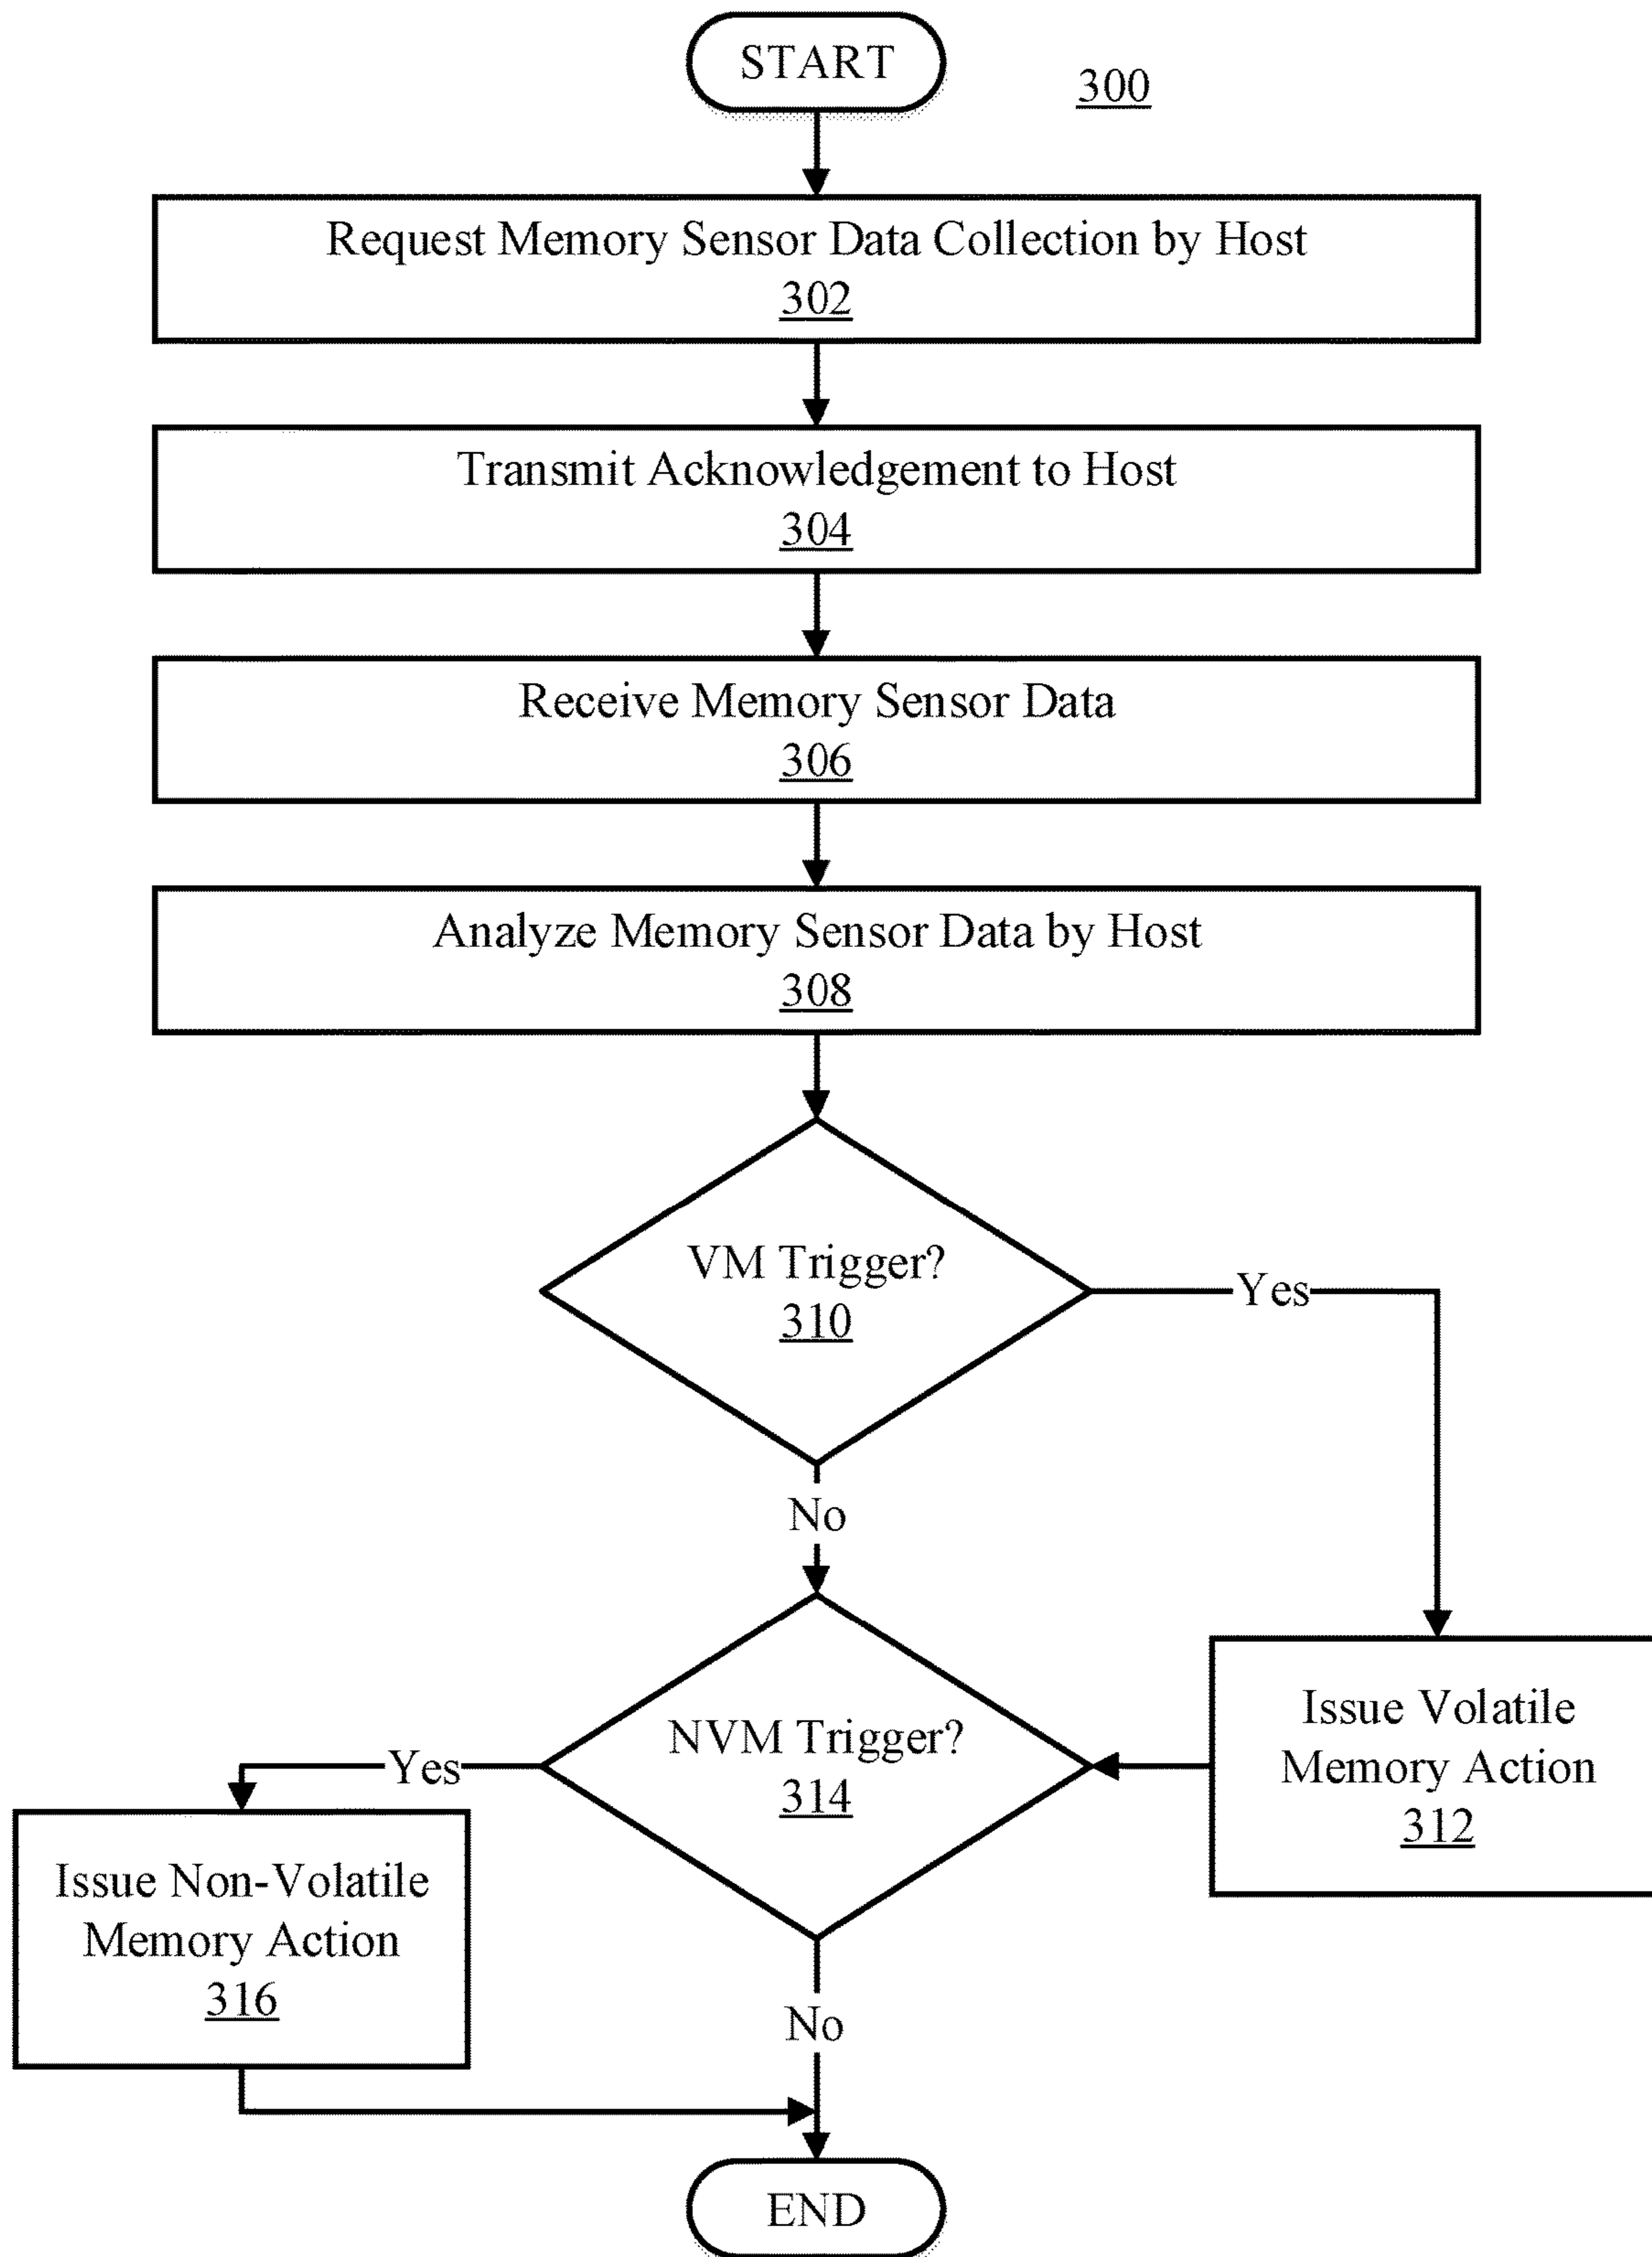 START
300
Request Memory Sensor Data Collection by Host
302
Transmit Acknowledgement to Host
304
Receive Memory Sensor Data
306
Analyze Memory Sensor Data by Host
308
VM Trigger?
310
Yes
No
NVM Trigger?
314
Yes
Issue Volatile
Memory Action
312
Issue Non-Volatile
Memory Action
316
No
END